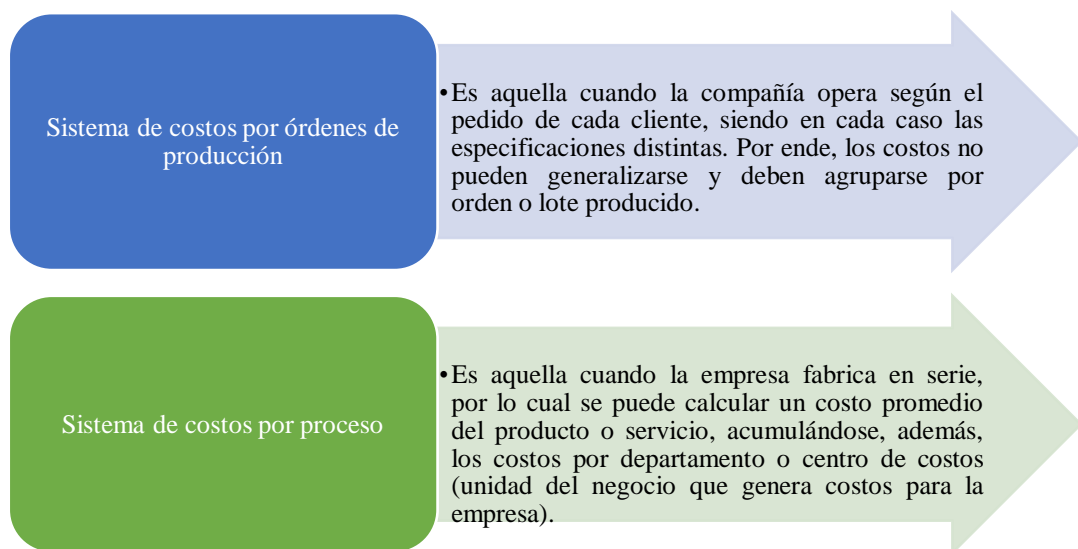 Sistema de costos por órdenes de
producción
•Es aquella cuando la compañía opera según el
pedido de cada cliente, siendo en cada caso las
especificaciones distintas. Por ende, los costos no
pueden generalizarse y deben agruparse por
orden o lote producido.
Sistema de costos por proceso
•Es aquella cuando la empresa fabrica en serie,
por lo cual se puede calcular un costo promedio
del producto o servicio, acumulándose, además,
los costos por departamento o centro de costos
(unidad del negocio que genera costos para la
empresa).